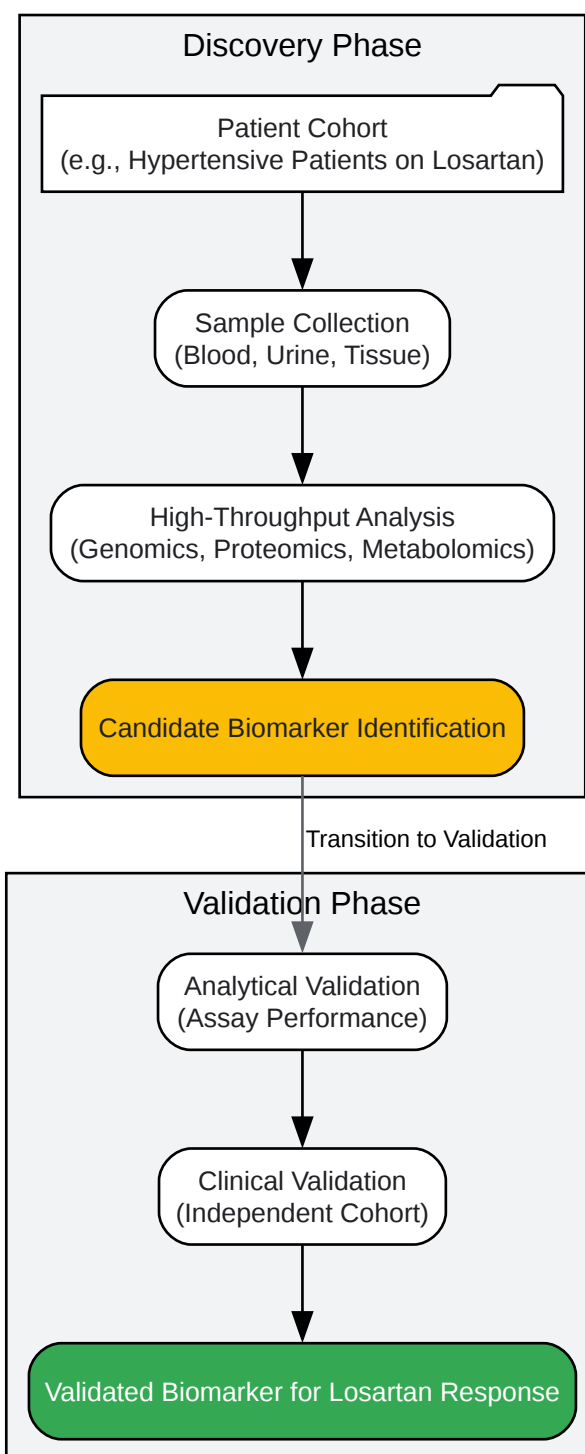 Discovery Phase
Patient Cohort
(e.g., Hypertensive Patients on Losartan)
Sample Collection
(Blood, Urine, Tissue)
High-Throughput Analysis
(Genomics, Proteomics, Metabolomics)
Candidate Biomarker Identification
Transition to Validation
Validation Phase
Analytical Validation
(Assay Performance)
Clinical Validation
(Independent Cohort)
Validated Biomarker for Losartan Response